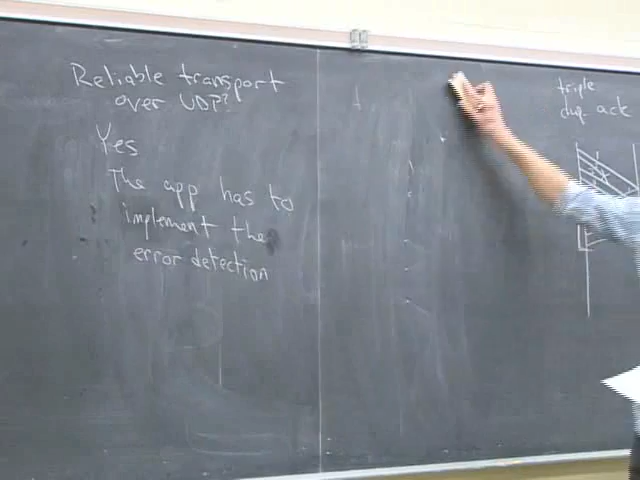 Reliable transport
over UDP?
Yes
The app has to
implement the
error detection
triple
dup. ack